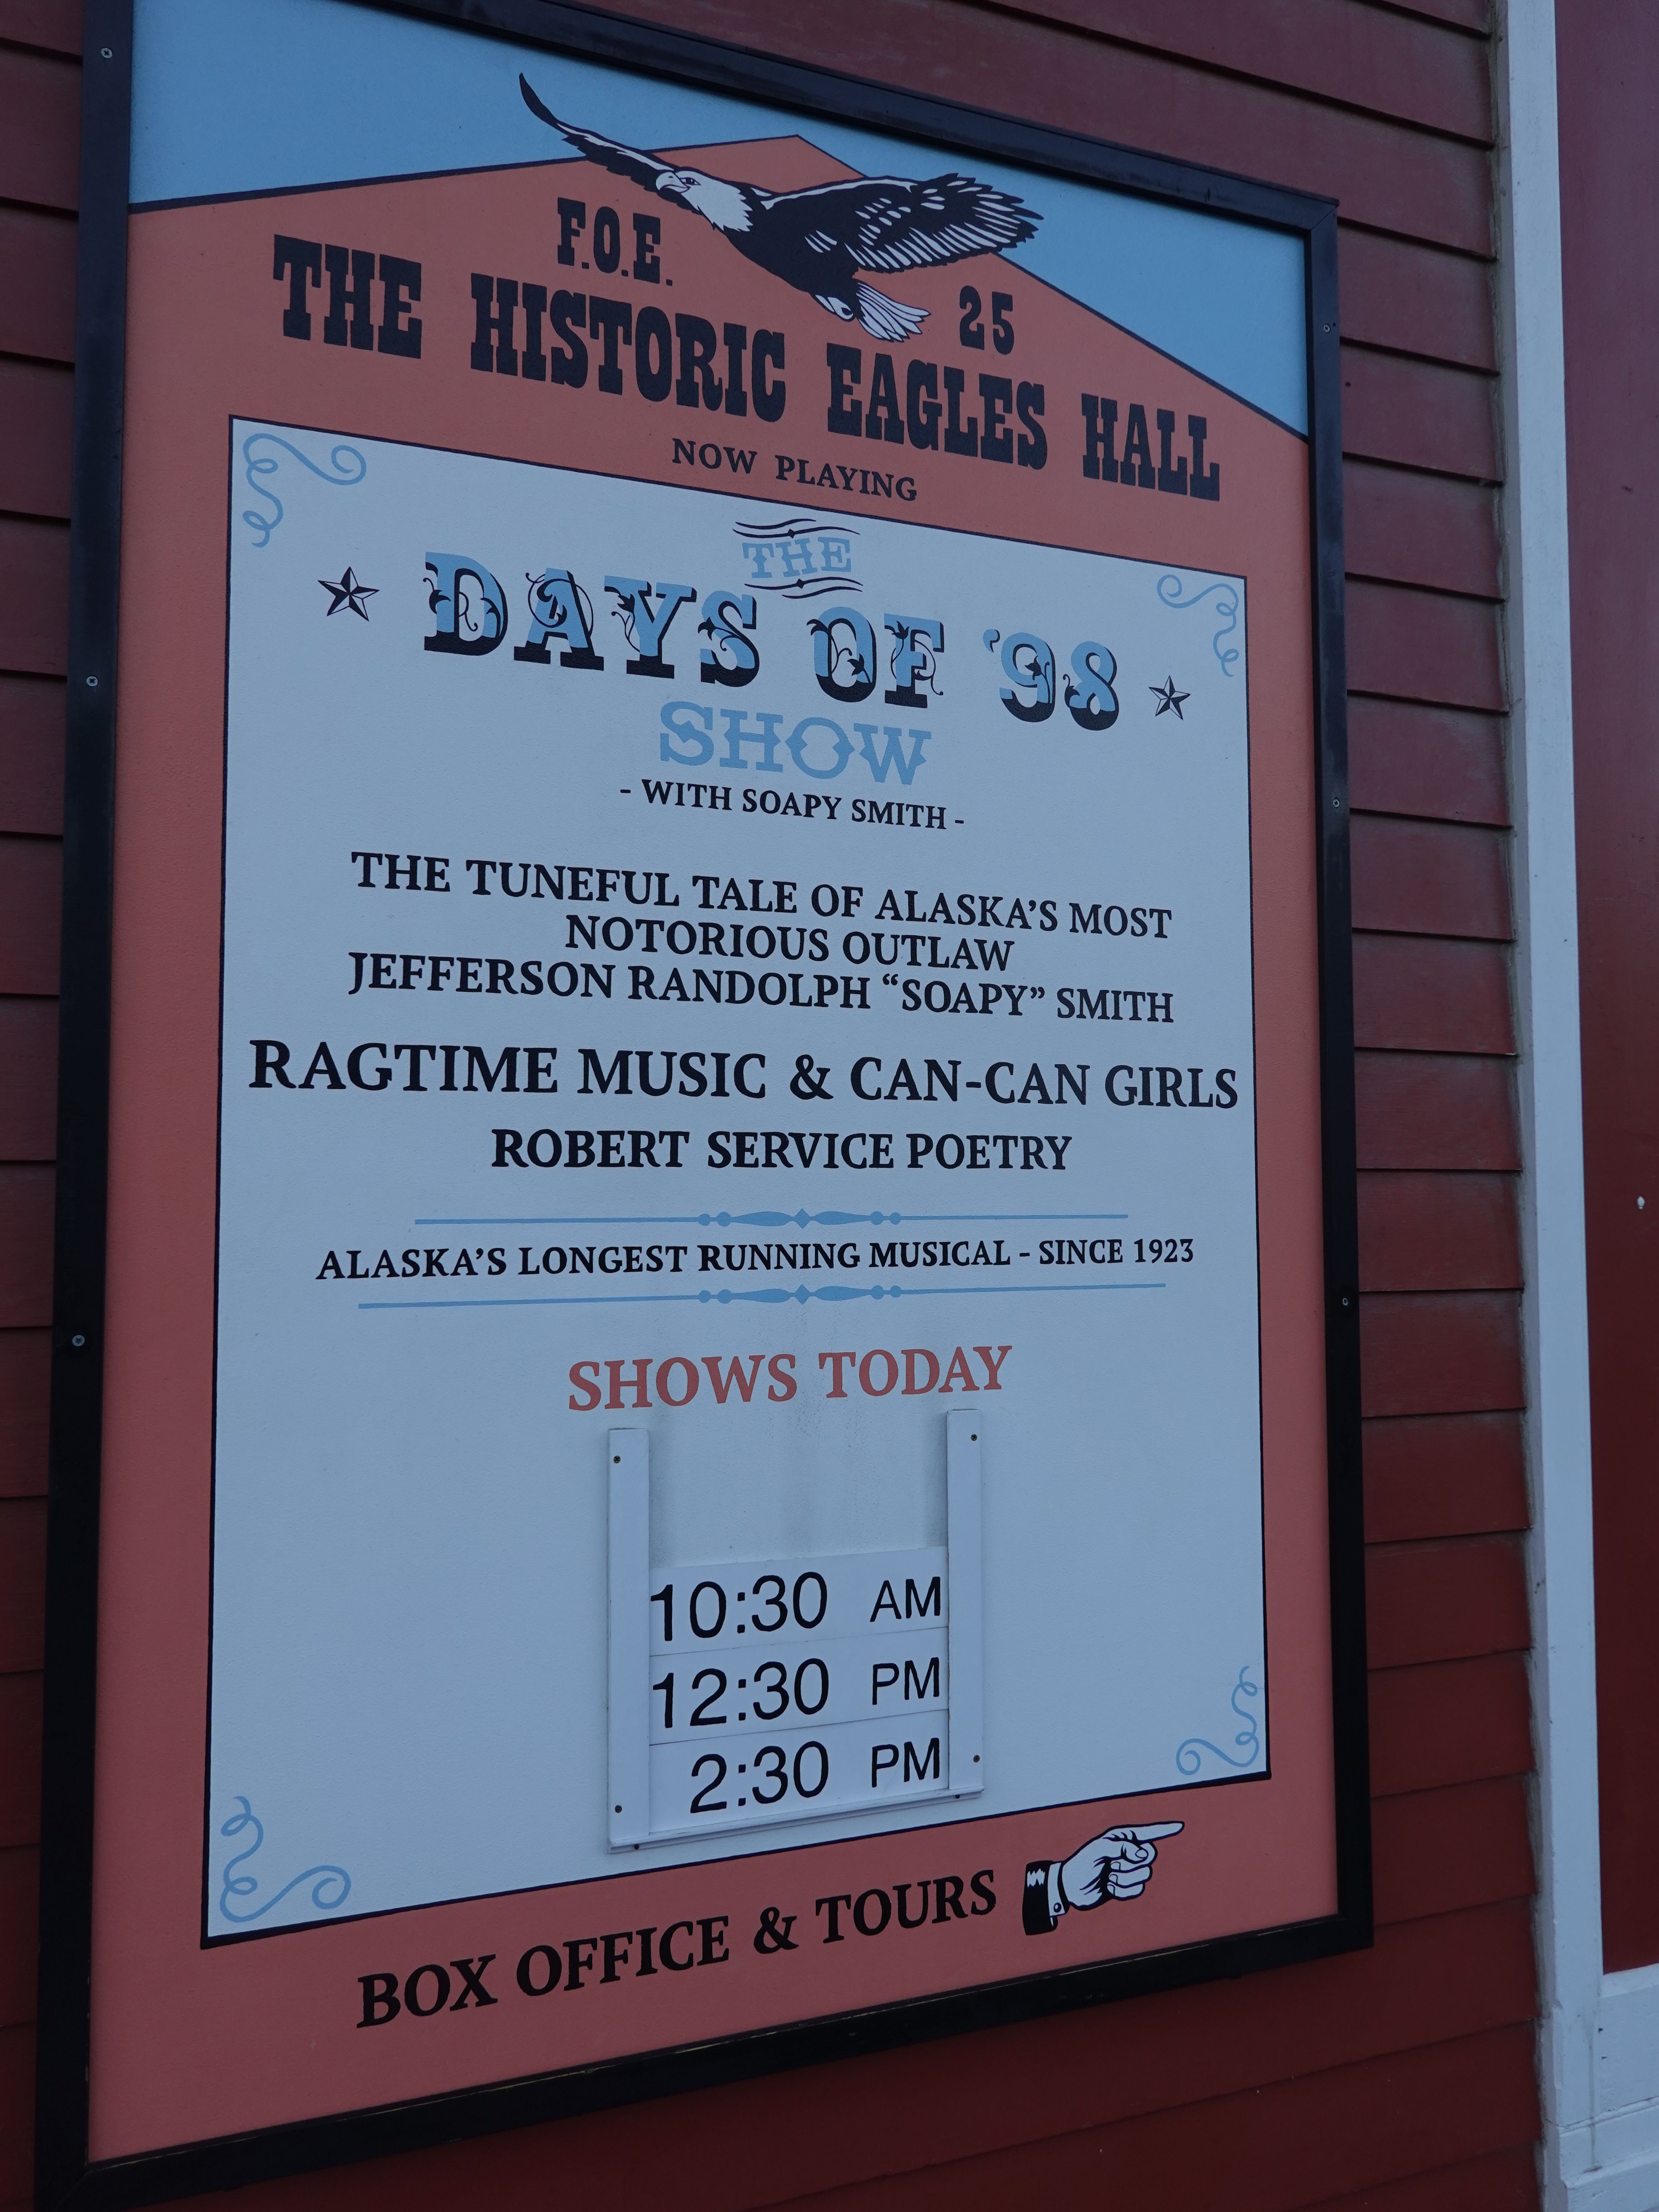 F.O.E. 25
THE HISTORIC EAGLES HALL
NOW PLAYING
THE
DAYS OF '98
SHOW
- WITH SOAPY SMITH -
THE TUNEFUL TALE OF ALASKA'S MOST
NOTORIOUS OUTLAW
JEFFERSON RANDOLPH “SOAPY” SMITH
RAGTIME MUSIC & CAN-CAN GIRLS
ROBERT SERVICE POETRY
ALASKA'S LONGEST RUNNING MUSICAL - SINCE 1923
SHOWS TODAY
10:30 AM
12:30 PM
2:30 PM
BOX OFFICE & TOURS